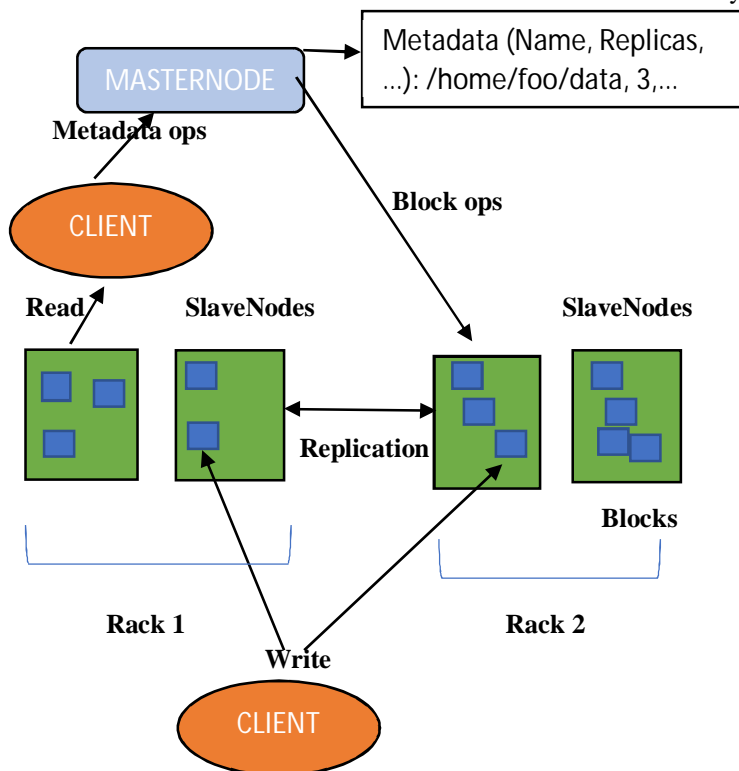 Metadata (Name, Replicas,
...): /home/foo/data, 3,...
MASTERNODE
Metadada ops
Block ops
CLIENT
Read
SlaveNodes
SlaveNodes
Replication
Blocks
Rack 1
Rack 2
Write
CLIENT